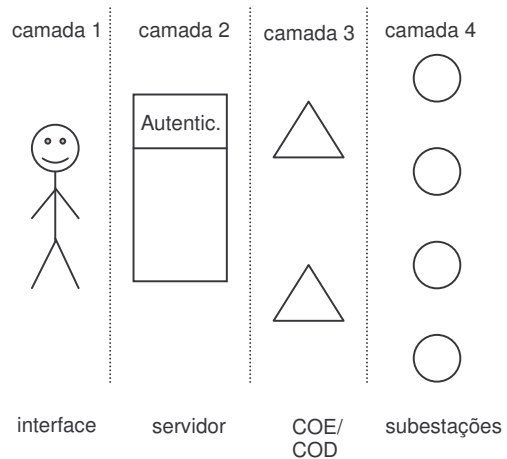 camada 1
camada 2
camada 3
camada 4
Autentic.
interface
servidor
COE/
COD
subestações